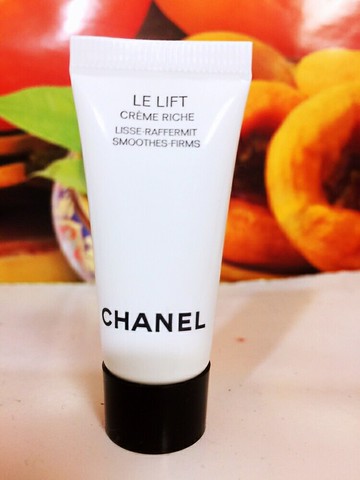 LE LIFT
CRÈME RICHE
LISSE-RAFFERMIT
SMOOTHES-FIRMS
CHANEL